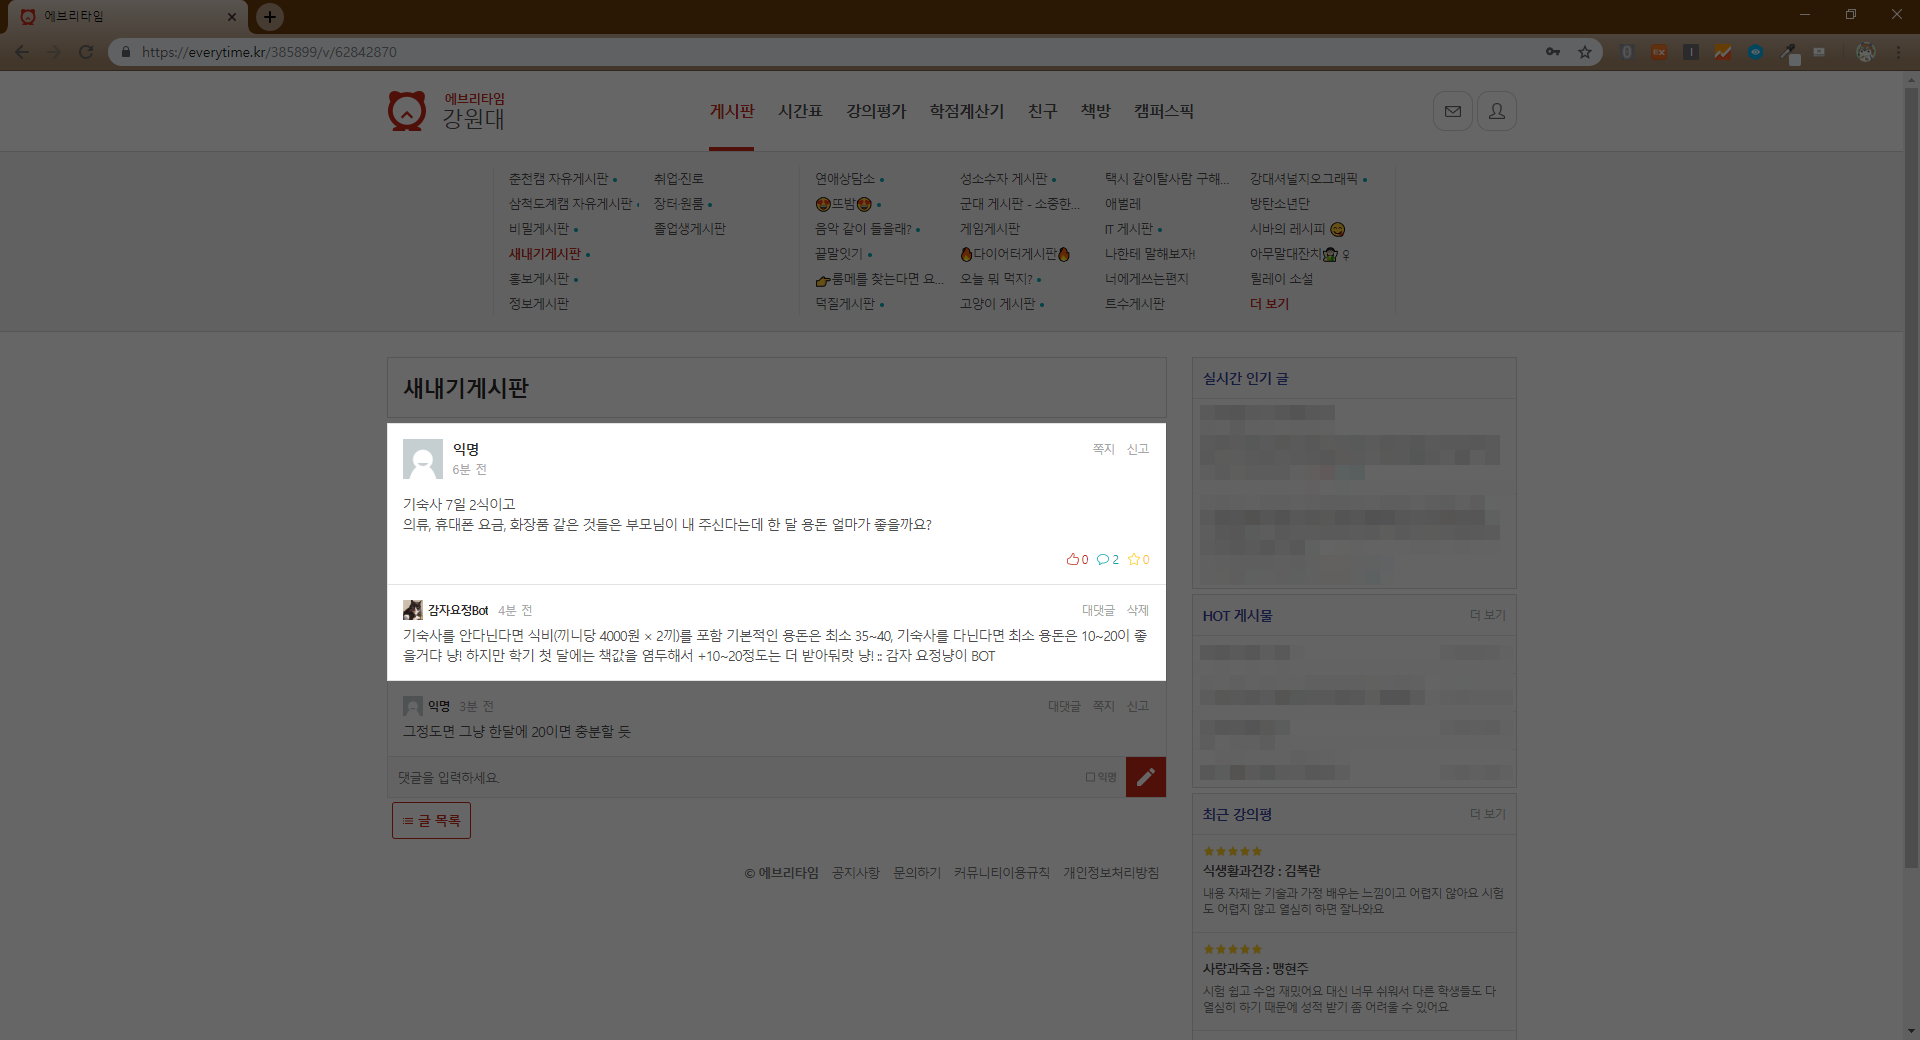 에브리타임
https://everytime.kr/385899/v/62842870
에브리타임
강원대
게시판 시간표 강의평가 학점계산기 친구 책방 캠퍼스픽
춘천캠 자유게시판
삼척도계캠 자유게시판
비밀게시판
새내기게시판
홍보게시판
정보게시판
취업·진로
장터·원룸
졸업생게시판
연애상담소
😍뜨밤😍
음악 같이 들을래?
끝말잇기
👉룸메를 찾는다면 요...
덕질게시판
성소수자 게시판
군대 게시판 - 소중한...
게임게시판
🔥다이어터게시판🔥
오늘 뭐 먹지?
고양이 게시판
택시 같이탈사람 구해...
애벌레
IT 게시판
나한테 말해보자!
너에게쓰는편지
트수게시판
강대셔널지오그래픽
방탄소년단
시바의 레시피 😋
아무말대잔치
릴레이 소설
더 보기
새내기게시판
익명
6분 전
쪽지 신고
기숙사 7일 2식이고
의류, 휴대폰 요금, 화장품 같은 것들은 부모님이 내 주신다는데 한 달 용돈 얼마가 좋을까요?
0 2 0
감자요정Bot 4분 전 대댓글 삭제
기숙사를 안다닌다면 식비(끼니당 4000원 × 2끼)를 포함 기본적인 용돈은 최소 35~40, 기숙사를 다닌다면 최소 용돈은 10~20이 좋
을거댜 냥! 하지만 학기 첫 달에는 책값을 염두해서 +10~20정도는 더 받아둬랏 냥! :: 감자 요정냥이 BOT
익명 3분 전 대댓글 쪽지 신고
그정도면 그냥 한달에 20이면 충분할 듯
댓글을 입력하세요.
익명
글 목록
© 에브리타임 공지사항 문의하기 커뮤니티이용규칙 개인정보처리방침
실시간 인기 글
HOT 게시물 더 보기
최근 강의평 더 보기
식생활과건강 : 김복란
내용 자체는 기술과 가정 배우는 느낌이고 어렵지 않아요 시험
도 어렵지 않고 열심히 하면 잘나와요
사랑과죽음 : 맹현주
시험 쉽고 수업 재밌어요 대신 너무 쉬워서 다른 학생들도 다
열심히 하기 때문에 성적 받기 좀 어려울 수 있어요